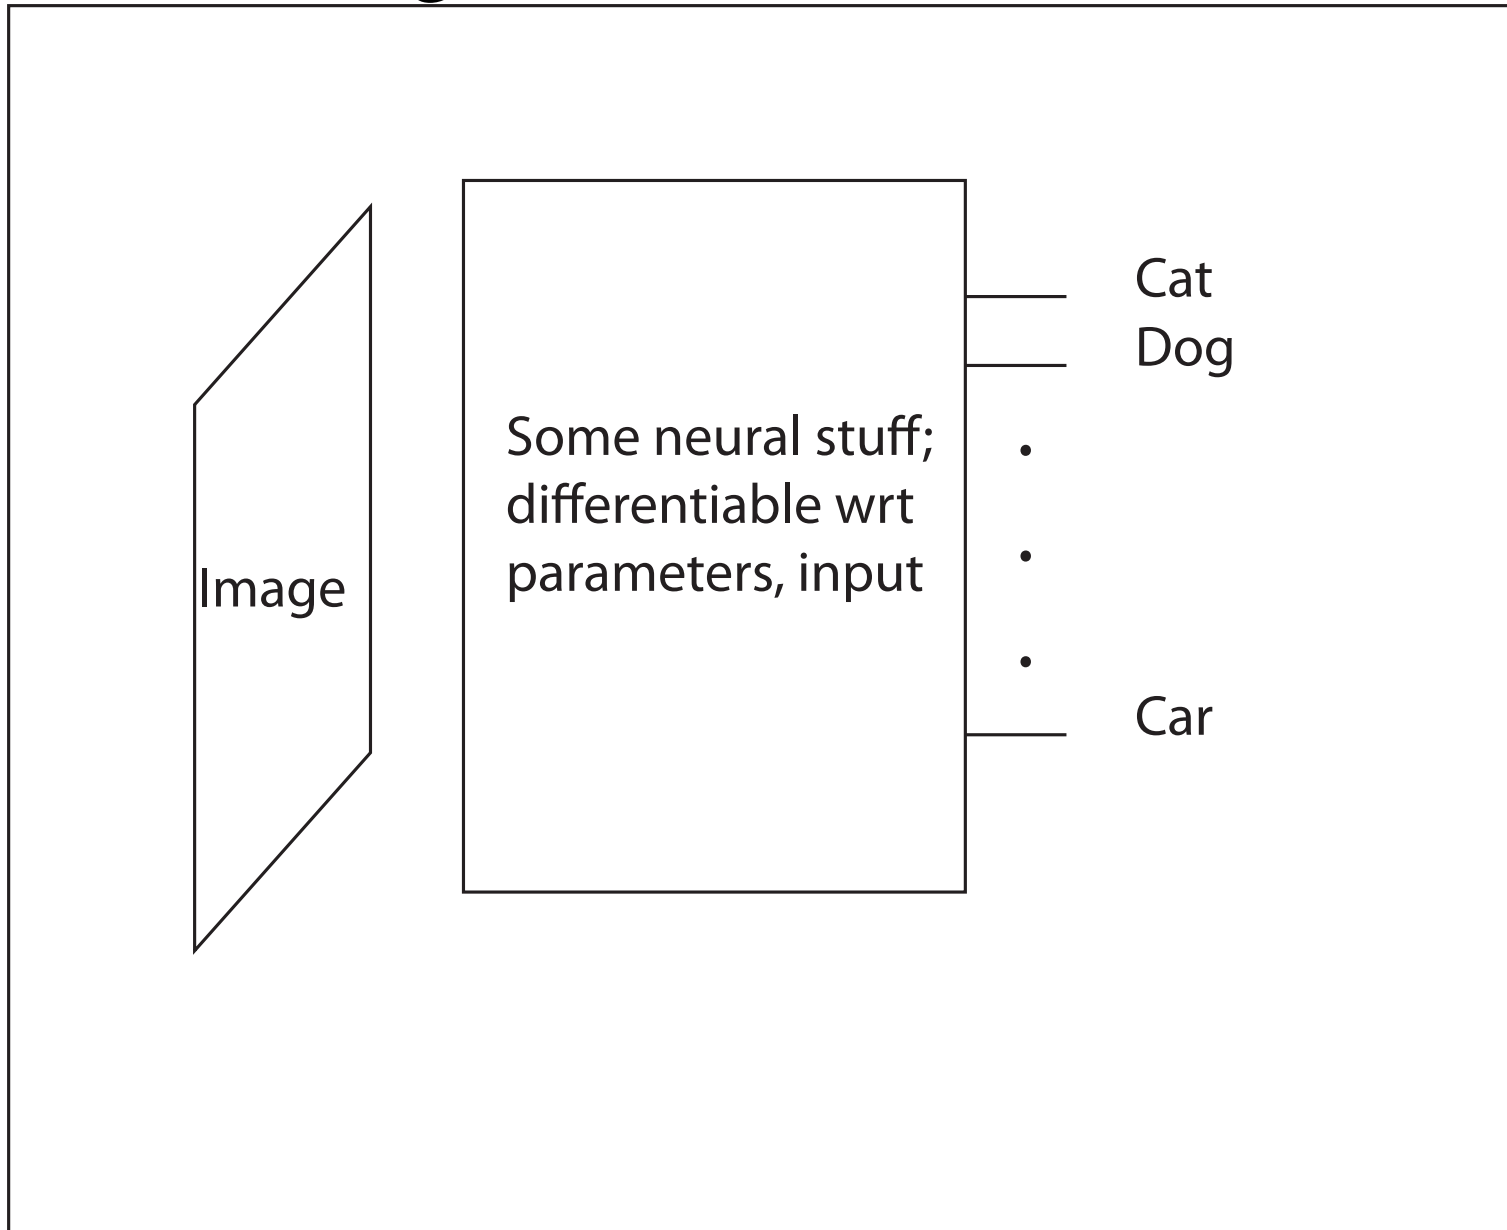 Image
Some neural stuff;
differentiable wrt
parameters, input
Cat
Dog
Car